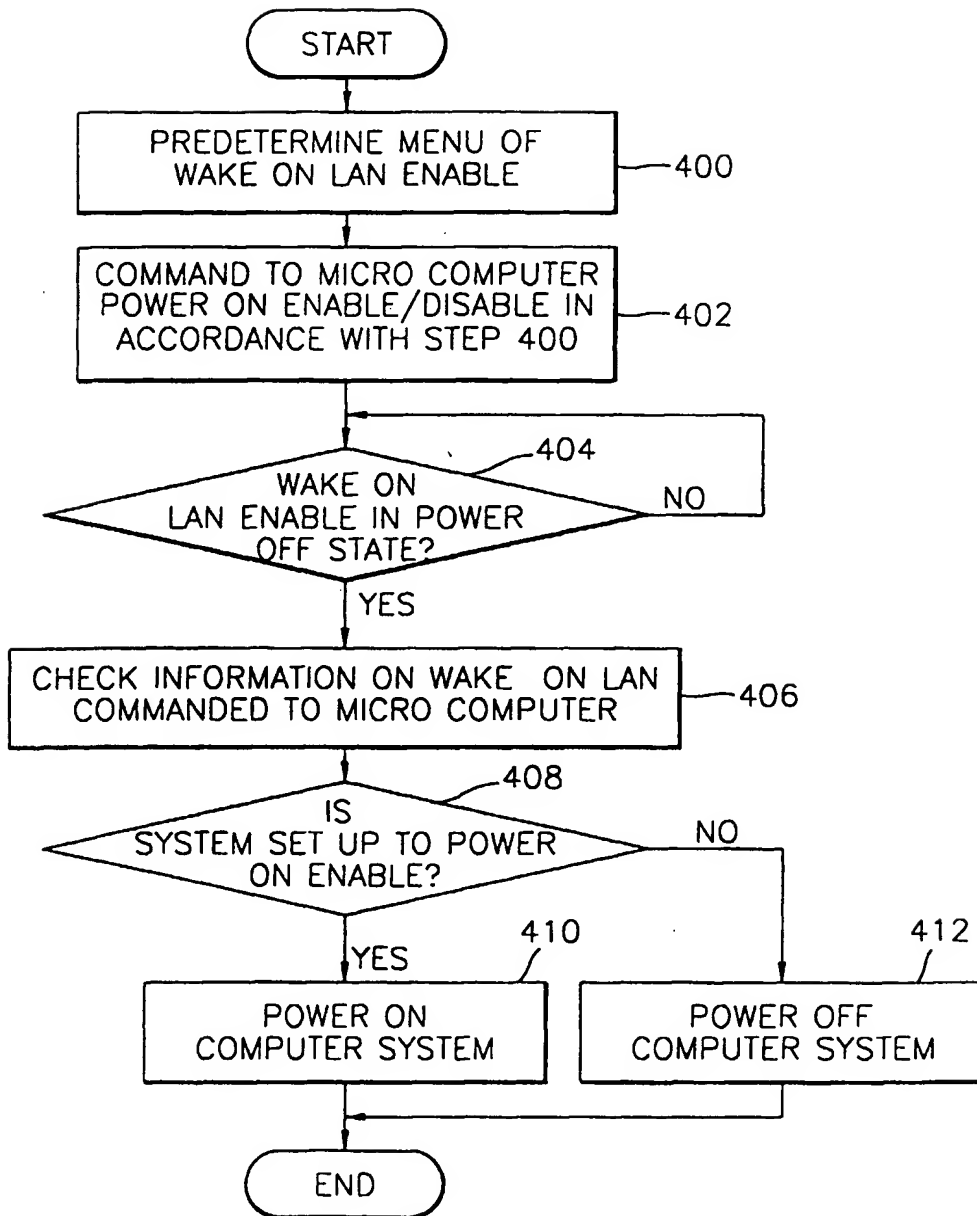 START
PREDETERMINE MENU OF
WAKE ON LAN ENABLE
400
COMMAND TO MICRO COMPUTER
POWER ON ENABLE/DISABLE IN
ACCORDANCE WITH STEP 400
402
404
WAKE ON
LAN ENABLE IN POWER
OFF STATE?
NO
YES
CHECK INFORMATION ON WAKE ON LAN
COMMANDED TO MICRO COMPUTER
406
408
IS
SYSTEM SET UP TO POWER
ON ENABLE?
NO
YES
410
412
POWER ON
COMPUTER SYSTEM
POWER OFF
COMPUTER SYSTEM
END